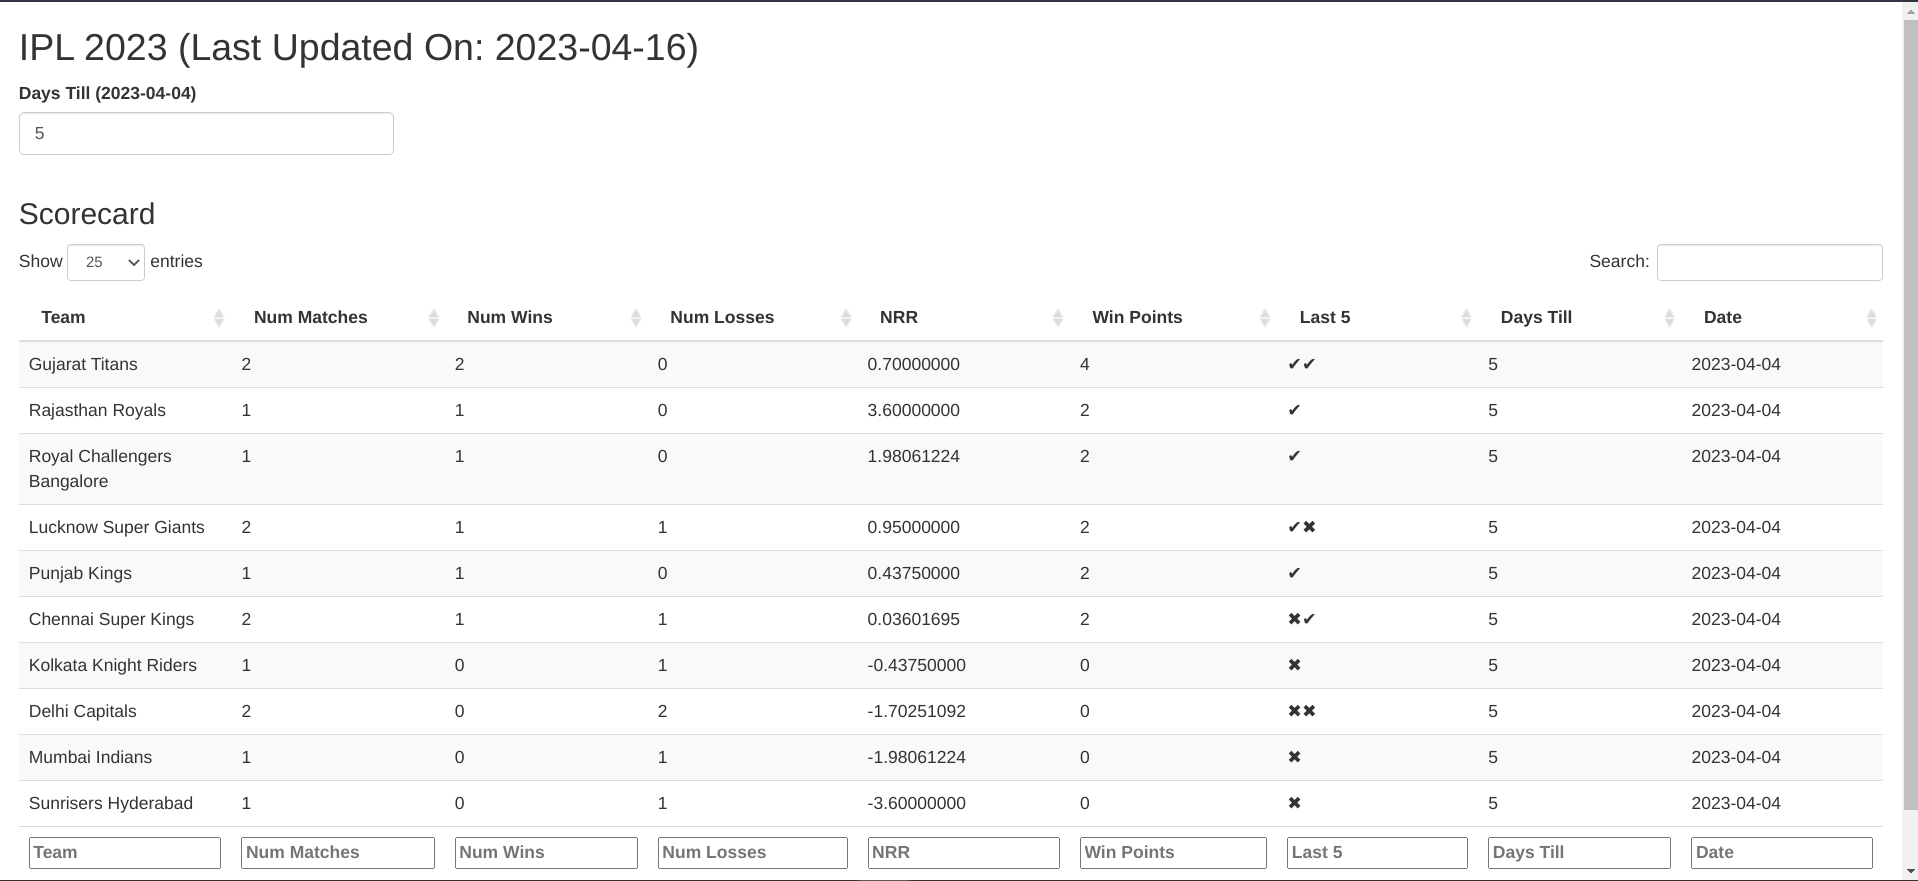 IPL 2023 (Last Updated On: 2023-04-16)
Days Till (2023-04-04)
5
Scorecard
Show 25 entries Search:
Team Num Matches Num Wins Num Losses NRR Win Points Last 5 Days Till Date
Gujarat Titans 2 2 0 0.70000000 4 ✔✔ 5 2023-04-04
Rajasthan Royals 1 1 0 3.60000000 2 ✔ 5 2023-04-04
Royal Challengers 1 1 0 1.98061224 2 ✔ 5 2023-04-04
Bangalore
Lucknow Super Giants 2 1 1 0.95000000 2 ✔✖ 5 2023-04-04
Punjab Kings 1 1 0 0.43750000 2 ✔ 5 2023-04-04
Chennai Super Kings 2 1 1 0.03601695 2 ✖✔ 5 2023-04-04
Kolkata Knight Riders 1 0 1 -0.43750000 0 ✖ 5 2023-04-04
Delhi Capitals 2 0 2 -1.70251092 0 ✖✖ 5 2023-04-04
Mumbai Indians 1 0 1 -1.98061224 0 ✖ 5 2023-04-04
Sunrisers Hyderabad 1 0 1 -3.60000000 0 ✖ 5 2023-04-04
Team Num Matches Num Wins Num Losses NRR Win Points Last 5 Days Till Date